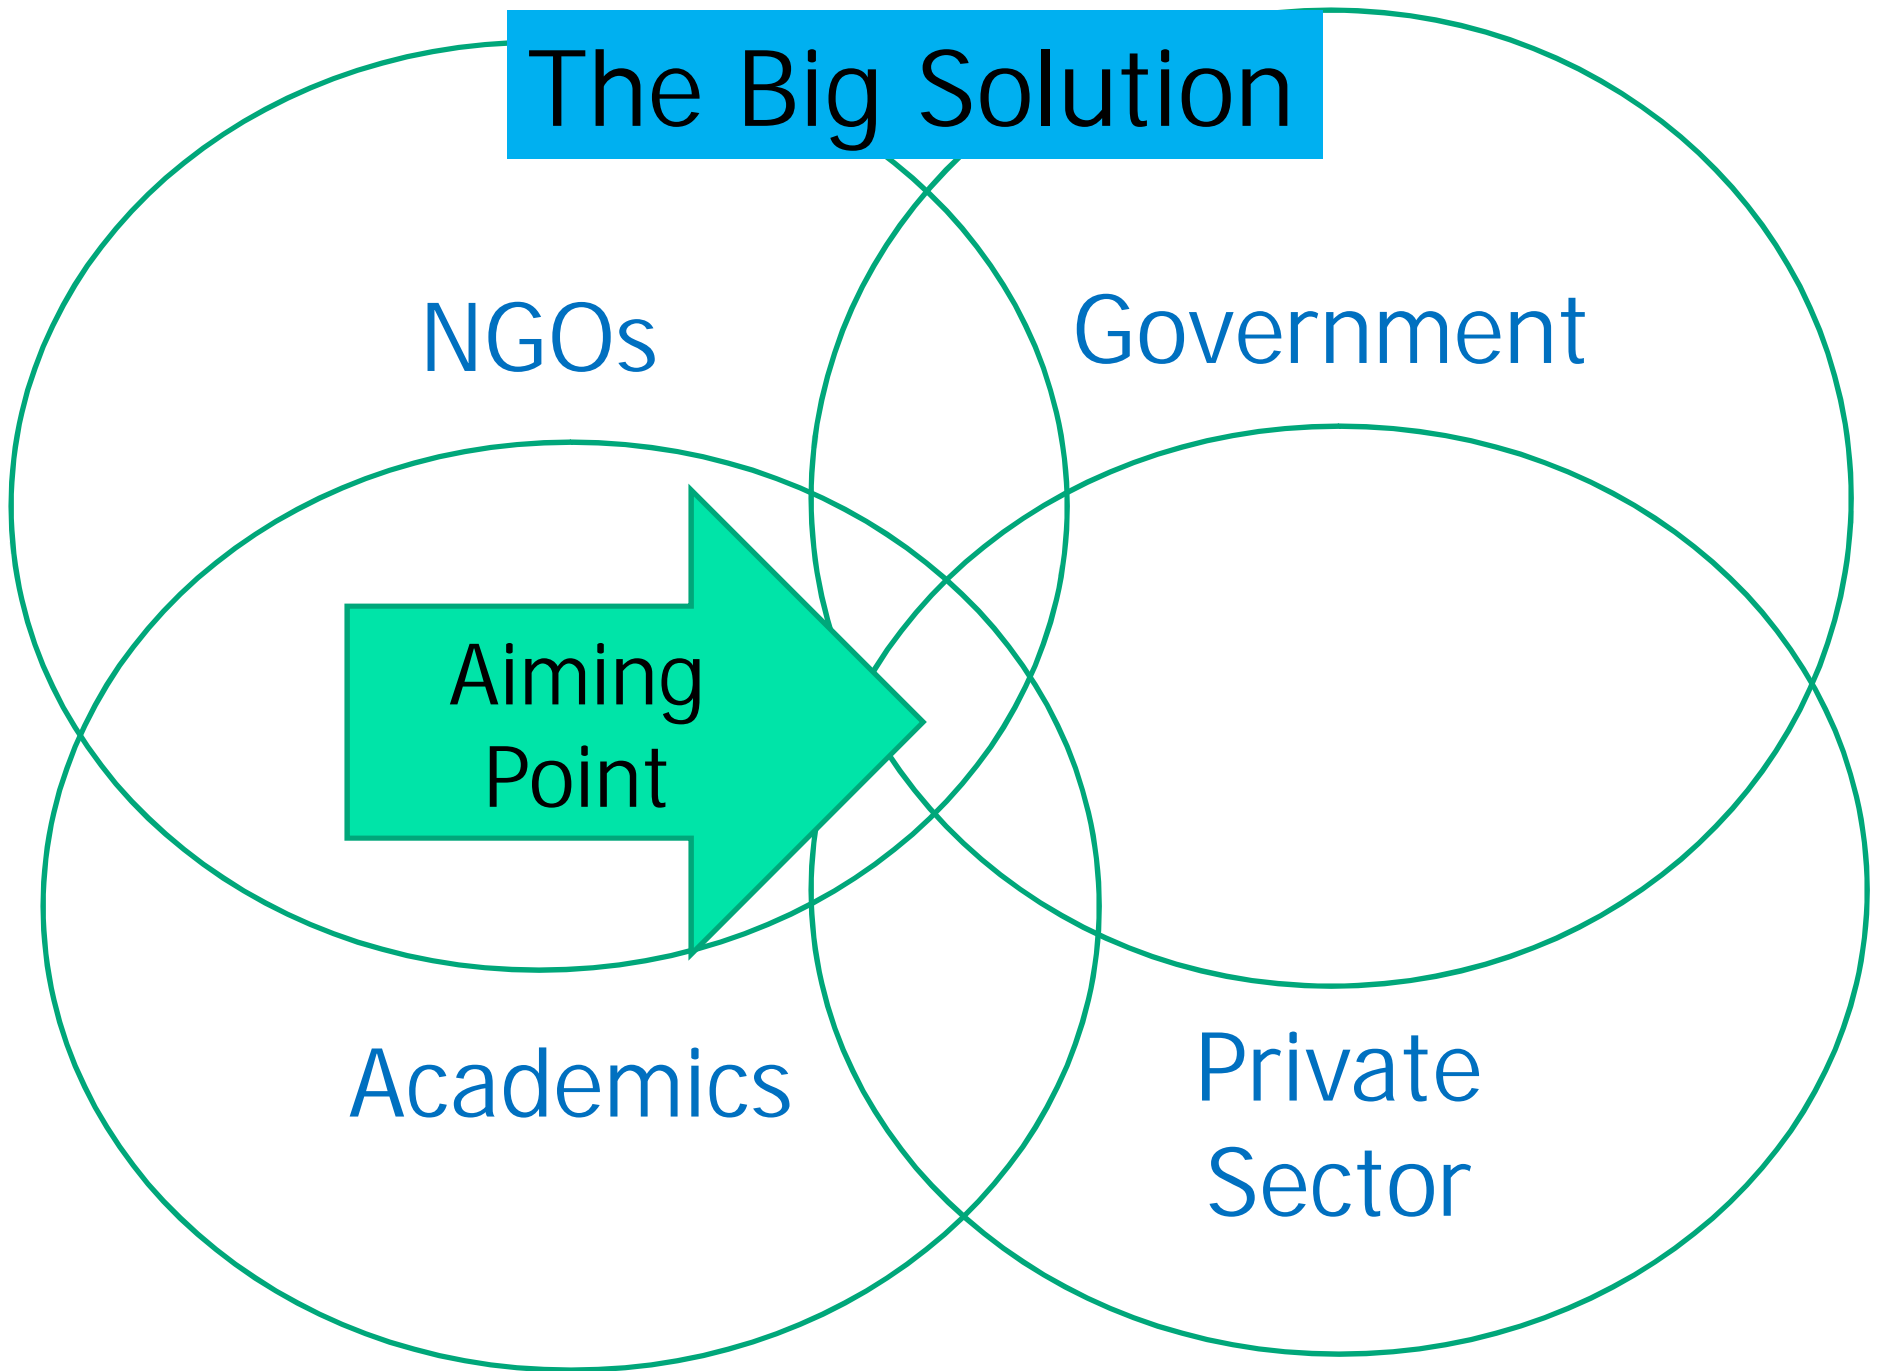 The Big Solution
NGOs
Government
Aiming
Point
Academics
Private
Sector